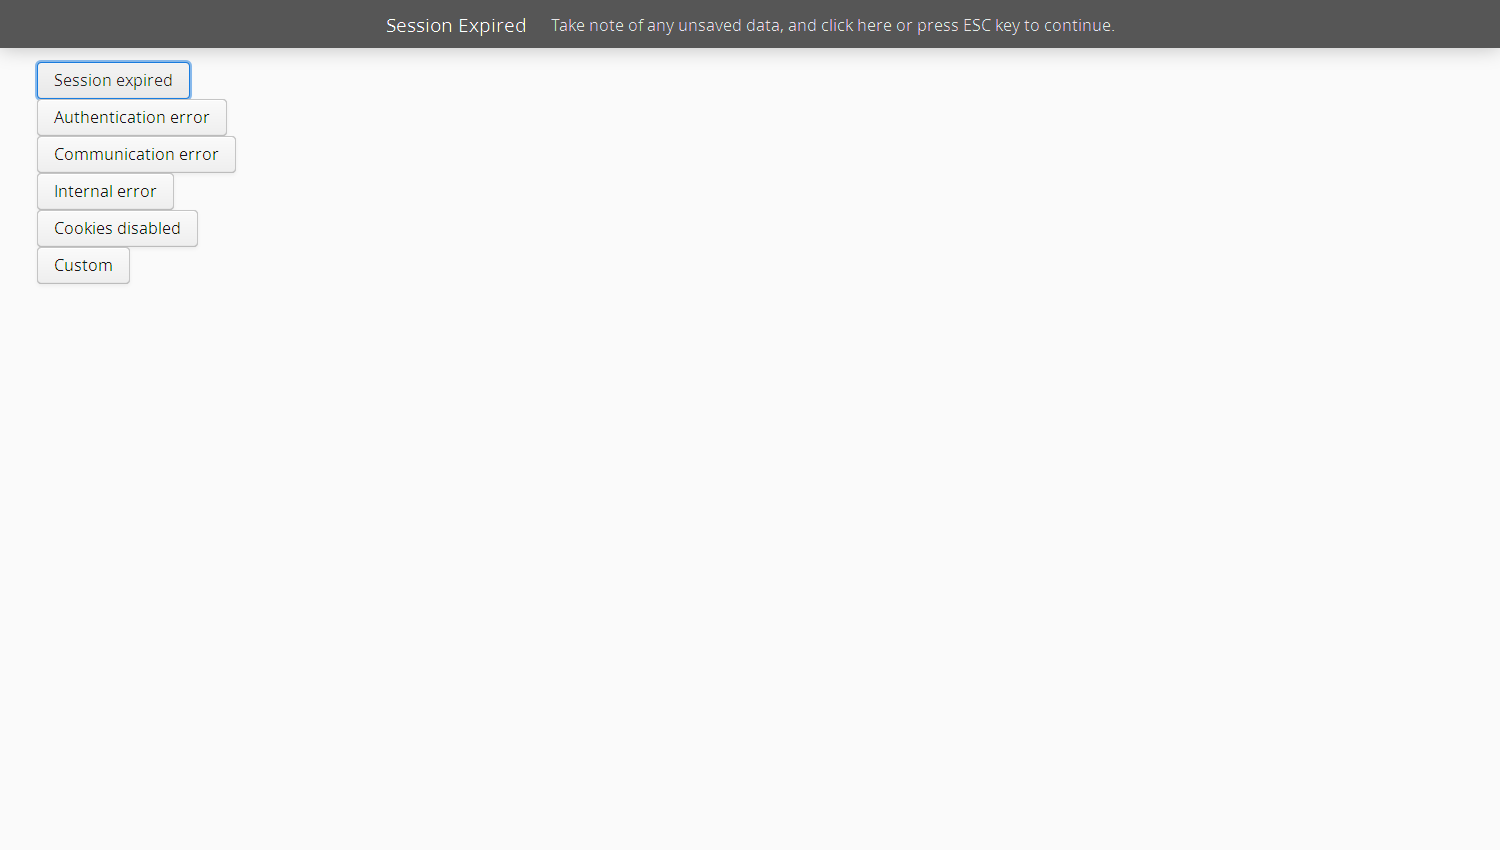 Session Expired Take note of any unsaved data, and click here or press ESC key to continue.
Session expired
Authentication error
Communication error
Internal error
Cookies disabled
Custom